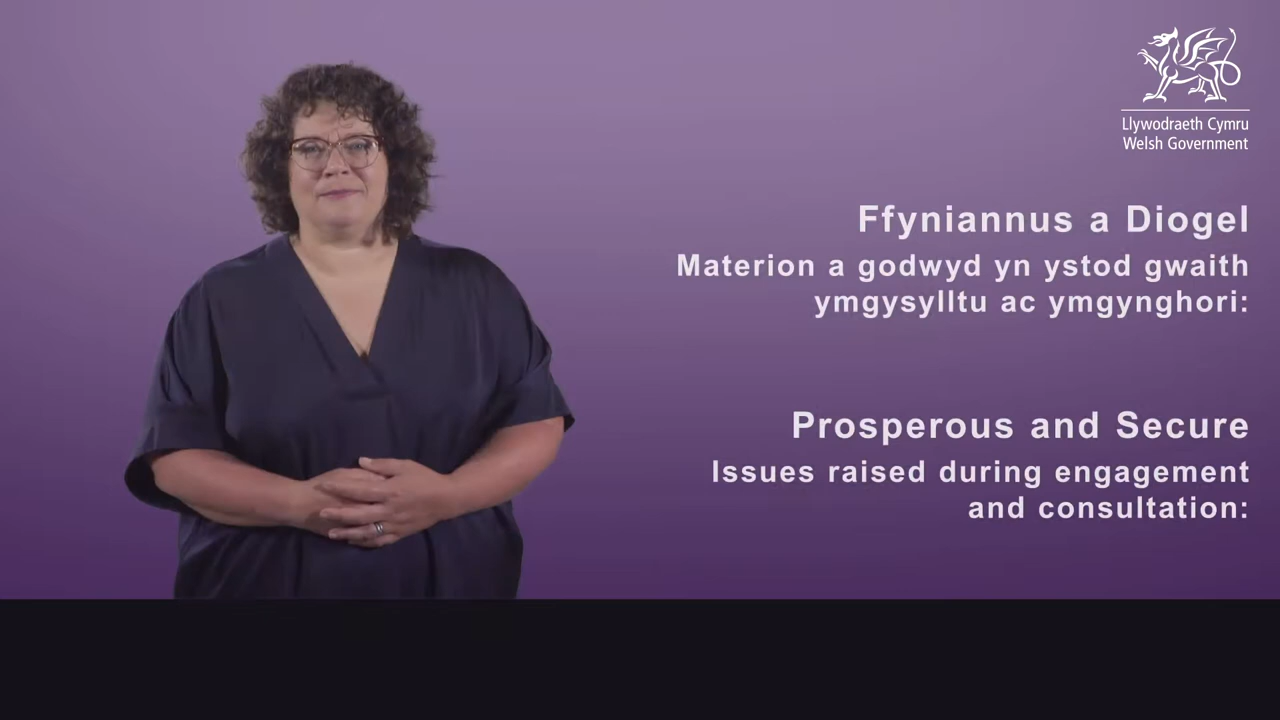 Llywodraeth Cymru
Welsh Government
Ffyniannus a Diogel
Materion a godwyd yn ystod gwaith
ymgysylltu ac ymgynghori:
Prosperous and Secure
Issues raised during engagement
and consultation: